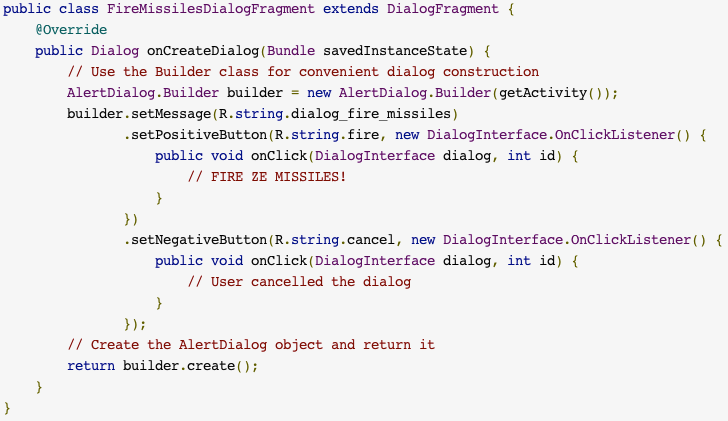 public class FireMissilesDialogFragment extends DialogFragment {
    @Override
    public Dialog onCreateDialog(Bundle savedInstanceState) {
        // Use the Builder class for convenient dialog construction
        AlertDialog.Builder builder = new AlertDialog.Builder(getActivity());
        builder.setMessage(R.string.dialog_fire_missiles)
               .setPositiveButton(R.string.fire, new DialogInterface.OnClickListener() {
                   public void onClick(DialogInterface dialog, int id) {
                       // FIRE ZE MISSILES!
                   }
               })
               .setNegativeButton(R.string.cancel, new DialogInterface.OnClickListener() {
                   public void onClick(DialogInterface dialog, int id) {
                       // User cancelled the dialog
                   }
               });
        // Create the AlertDialog object and return it
        return builder.create();
    }
}